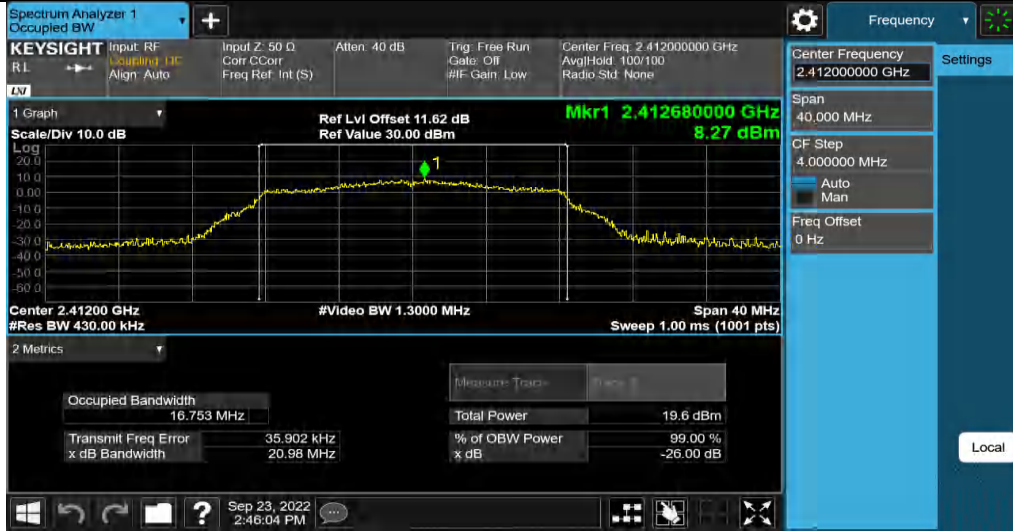 Spectrum Analyzer 1
Occupied BW
+
Frequency
KEYSIGHT
RL
LXI
Input: RF
Coupling: DC
Align: Auto
Input Z: 50 Ω
Corr CCorr
Freq Ref: Int (S)
Atten: 40 dB
Trig: Free Run
Gate: Off
#IF Gain: Low
Center Freq: 2.412000000 GHz
Avg|Hold: 100/100
Radio Std: None
Center Frequency
2.412000000 GHz
Settings
Span
40.000 MHz
CF Step
4.000000 MHz
Auto
Man
Freq Offset
0 Hz
Local
1 Graph
Scale/Div 10.0 dB
Ref Lvl Offset 11.62 dB
Ref Value 30.00 dBm
Mkr1 2.412680000 GHz
8.27 dBm
Log
20.0
10.0
0.00
-10.0
-20.0
-30.0
-40.0
-50.0
-60.0
1
Center 2.41200 GHz
#Res BW 430.00 kHz
#Video BW 1.3000 MHz
Span 40 MHz
Sweep 1.00 ms (1001 pts)
2 Metrics
Measure Trace
Occupied Bandwidth
16.753 MHz
Transmit Freq Error
35.902 kHz
x dB Bandwidth
20.98 MHz
Total Power
19.6 dBm
% of OBW Power
99.00 %
x dB
-26.00 dB
?
Sep 23, 2022
2:46:04 PM